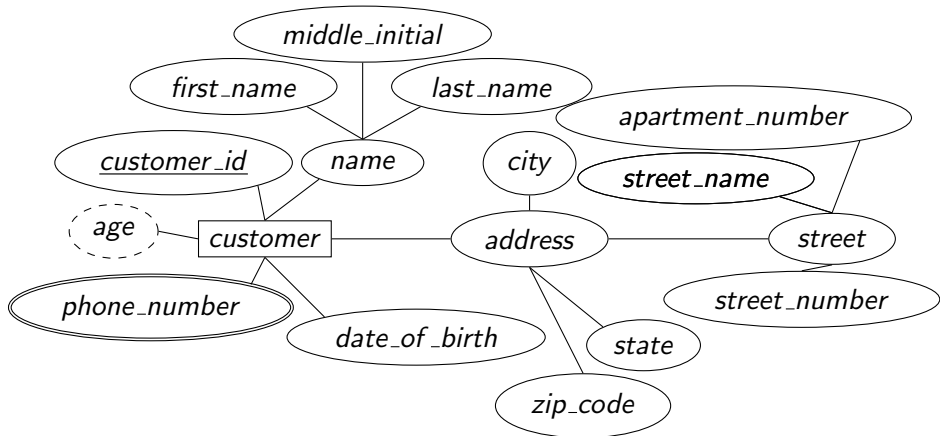 middle_initial
first_name
last_name
apartment_number
customer_id
name
city
street_name
age
customer
address
street
phone_number
street_number
date_of_birth
state
zip_code